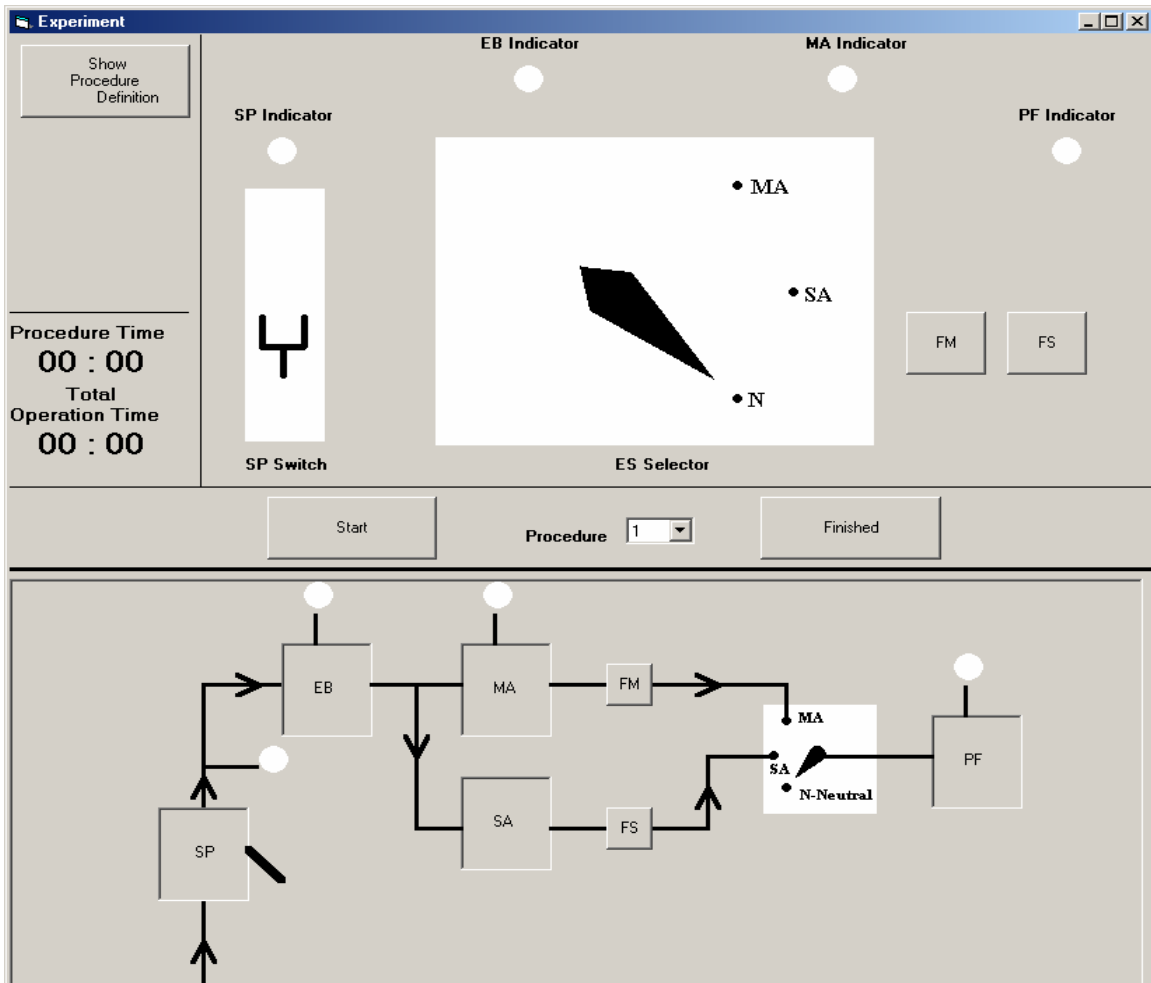 Experiment
Show
Procedure
Definition
EB Indicator
MA Indicator
SP Indicator
PF Indicator
MA
SA
N
FM
FS
Procedure Time
00 : 00
Total
Operation Time
00 : 00
SP Switch
ES Selector
Start
Procedure
1
Finished
EB
MA
FM
MA
SA
N-Neutral
PF
SP
SA
FS